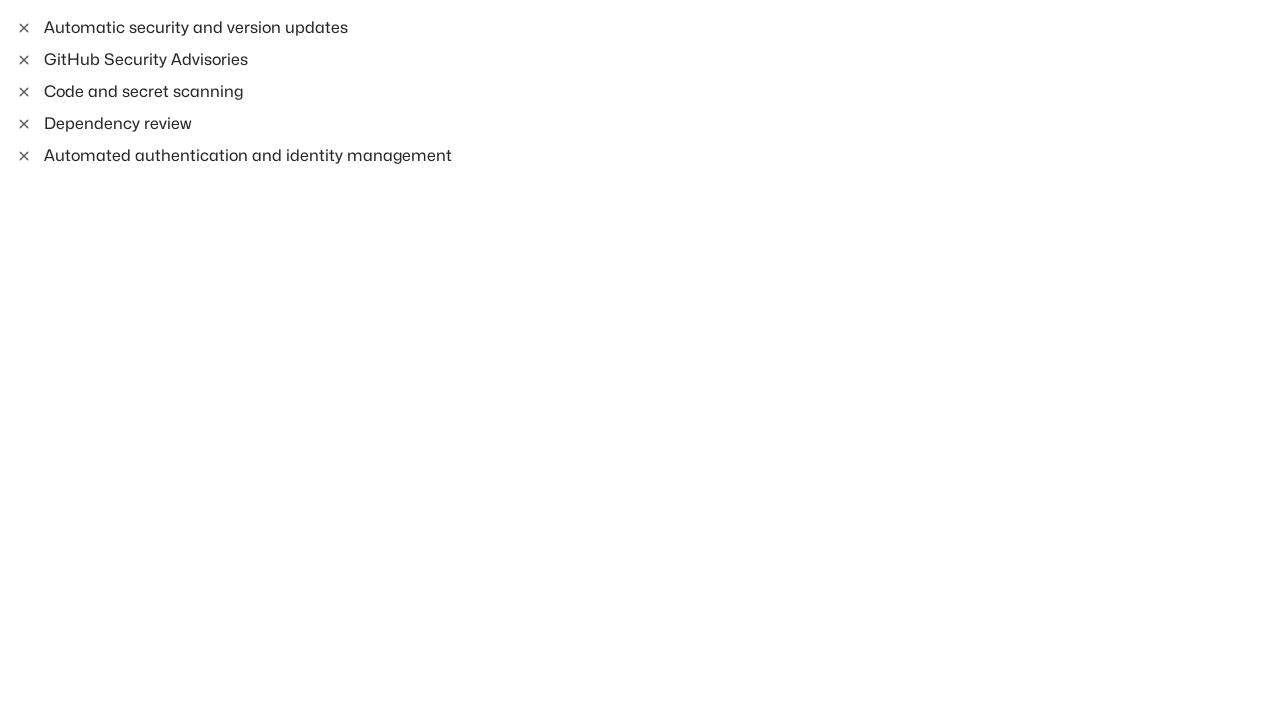 Automatic security and version updates
GitHub Security Advisories
Code and secret scanning
Dependency review
Automated authentication and identity management